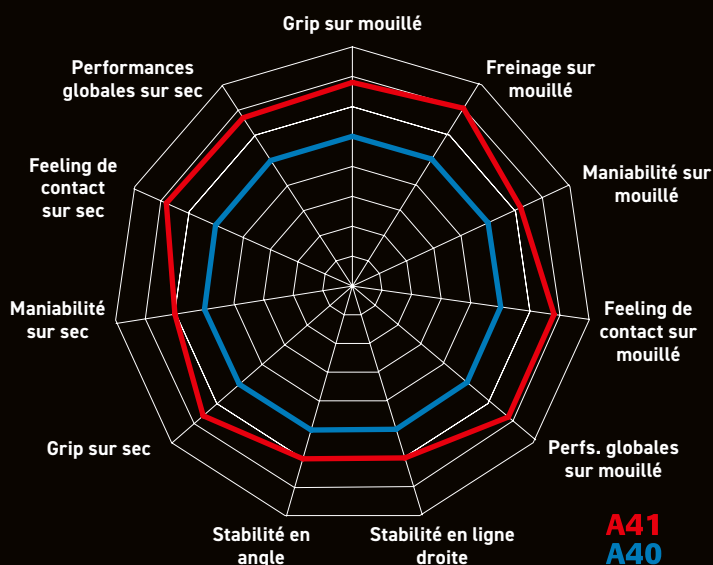 Grip sur mouillé
Freinage sur
mouillé
Maniabilité sur
mouillé
Feeling de
contact sur
mouillé
Perfs. globales
sur mouillé
Stabilité en ligne
droite
Stabilité en
angle
Grip sur sec
Maniabilité
sur sec
Feeling de
contact
sur sec
Performances
globales sur sec
A41
A40